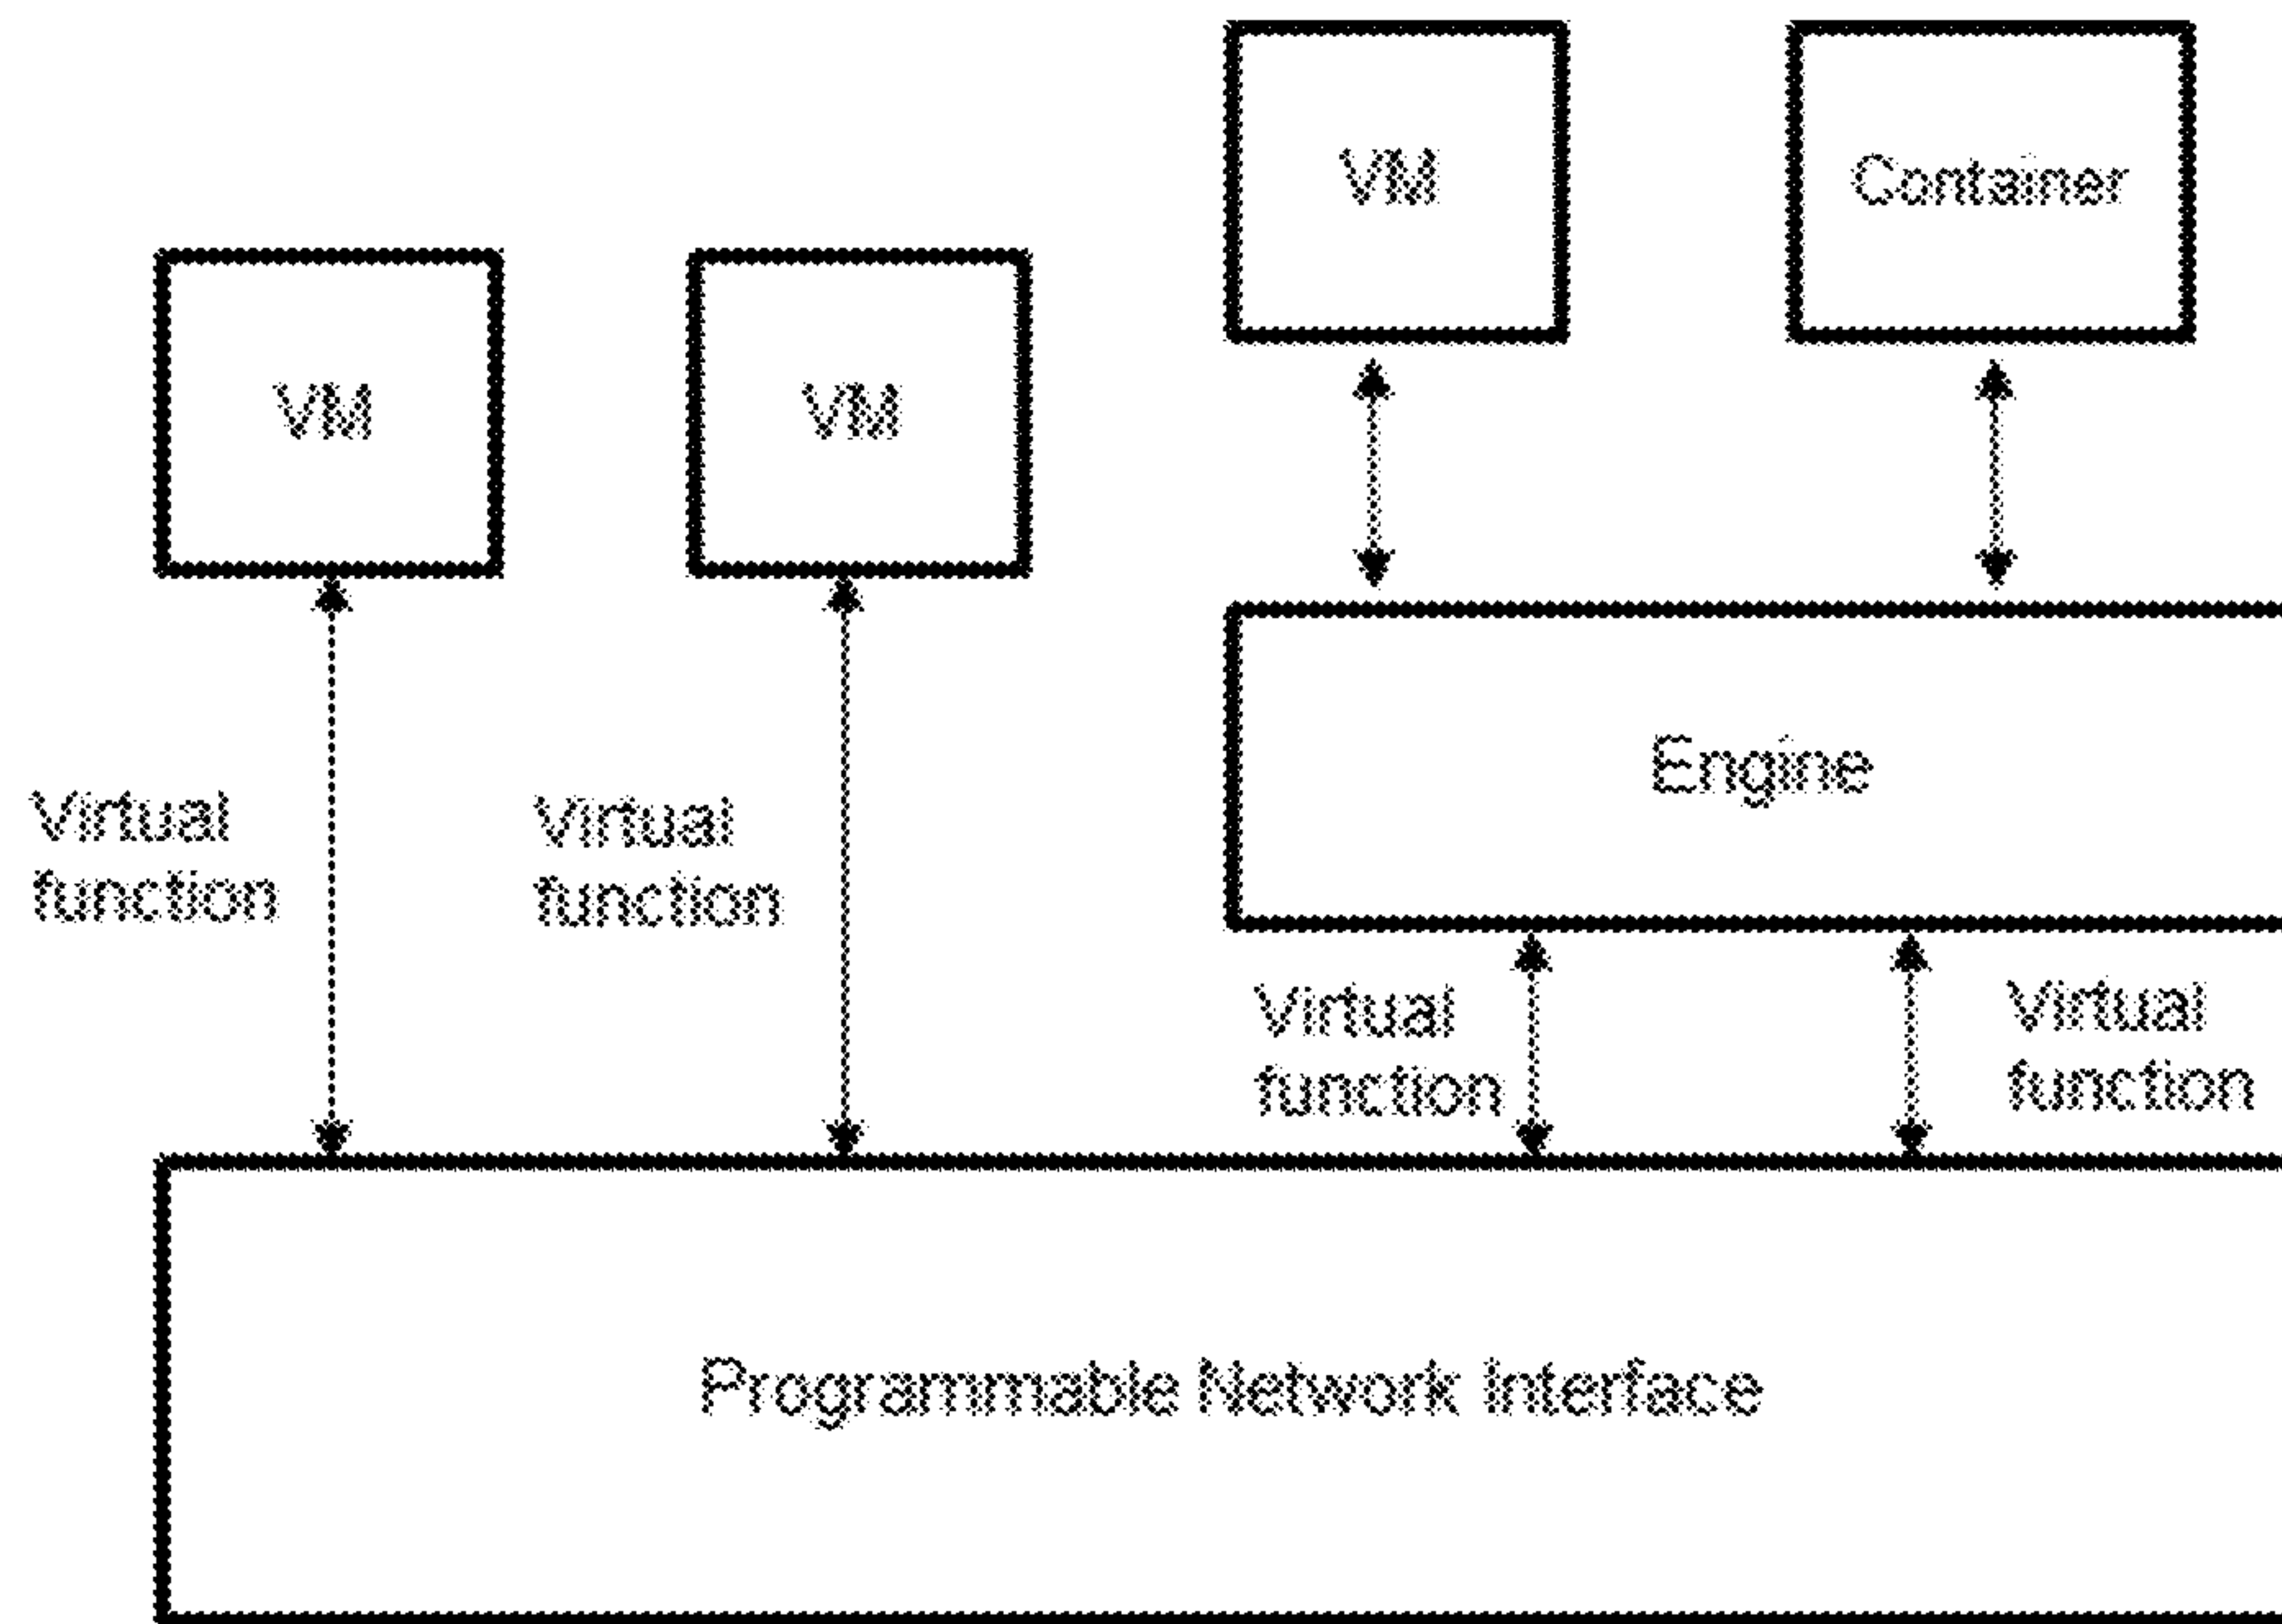 VM
Container
VM
VM
Engine
Virtual
function
Virtual
function
Virtual
function
Virtual
function
Programmable Network Interface